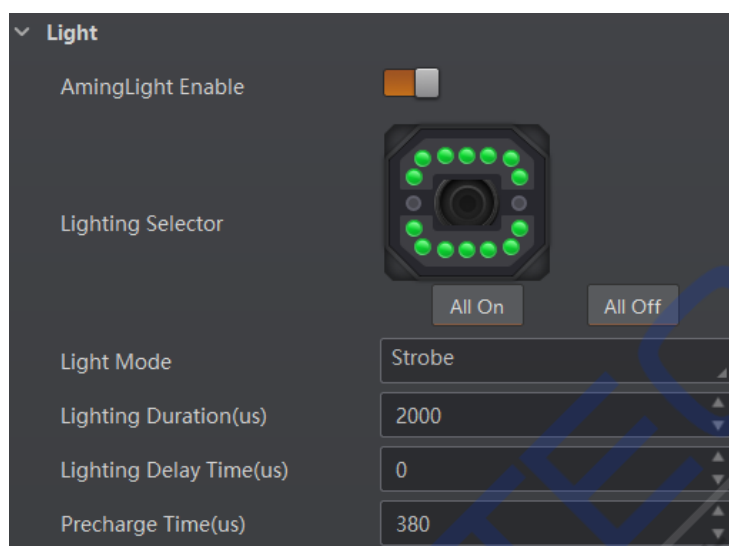 Light
AmingLight Enable
Lighting Selector
All On All Off
Light Mode Strobe
Lighting Duration(us) 2000
Lighting Delay Time(us) 0
Precharge Time(us) 380